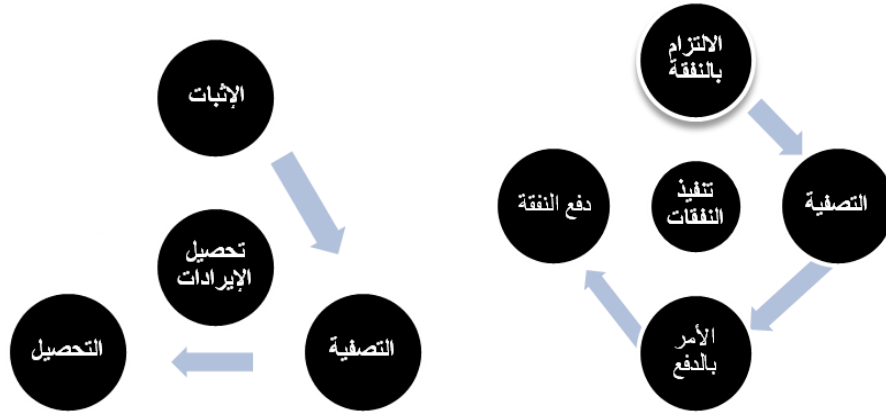 الالتزام
بالنفقة
التصفية
الأمر
بالدفع
دفع النفقة
تنفيذ
النفقات
الإثبات
التصفية
التحصيل
تحصيل
الإيرادات